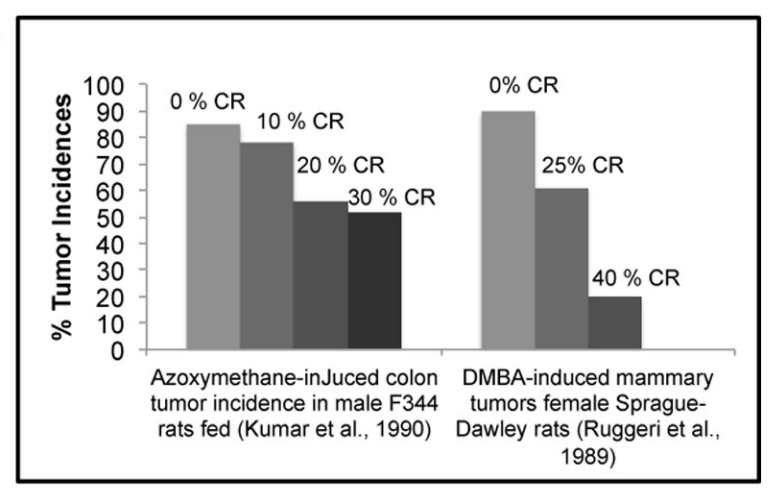 % Tumor Incidences
100
90
80
70
60
50
40
30
20
10
0
0 % CR
10 % CR
20 % CR
30 % CR
0% CR
25% CR
40 % CR
Azoxymethane-inJuced colon
tumor incidence in male F344
rats fed (Kumar et al., 1990)
DMBA-induced mammary
tumors female Sprague-
Dawley rats (Ruggeri et al.,
1989)